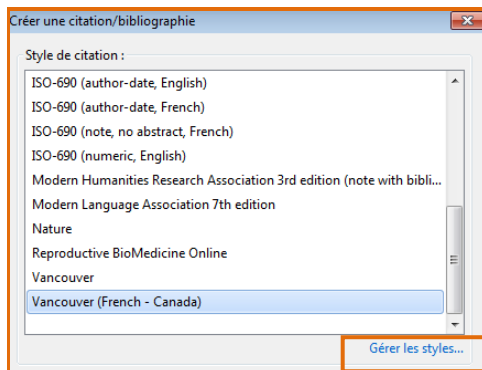 Créer une citation/bibliographie
Style de citation :
ISO-690 (author-date, English)
ISO-690 (author-date, French)
ISO-690 (note, no abstract, French)
ISO-690 (numeric, English)
Modern Humanities Research Association 3rd edition (note with bibli...
Modern Language Association 7th edition
Nature
Reproductive BioMedicine Online
Vancouver
Vancouver (French - Canada)
Gérer les styles...